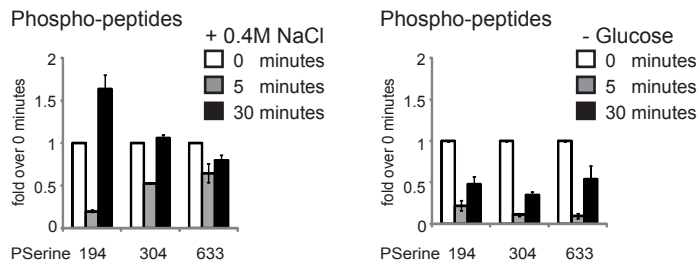 Phospho-peptides
+ 0.4M NaCl
0 minutes
5 minutes
30 minutes
fold over 0 minutes
2
1.5
1
0.5
0
PSerine 194 304 633
Phospho-peptides
- Glucose
0 minutes
5 minutes
30 minutes
fold over 0 minutes
2
1.5
1
0.5
0
PSerine 194 304 633